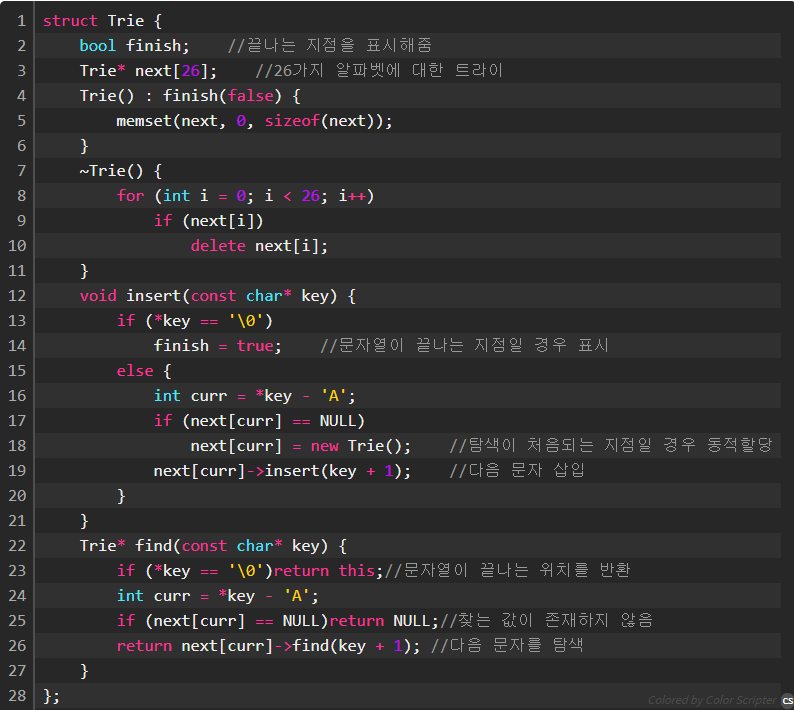 1 struct Trie {
2     bool finish;    //끝나는 지점을 표시해줌
3     Trie* next[26];    //26가지 알파벳에 대한 트라이
4     Trie() : finish(false) {
5         memset(next, 0, sizeof(next));
6     }
7     ~Trie() {
8         for (int i = 0; i < 26; i++)
9             if (next[i])
10                 delete next[i];
11     }
12     void insert(const char* key) {
13         if (*key == '\0')
14             finish = true;    //문자열이 끝나는 지점일 경우 표시
15         else {
16             int curr = *key - 'A';
17             if (next[curr] == NULL)
18                 next[curr] = new Trie();    //탐색이 처음되는 지점일 경우 동적할당
19             next[curr]->insert(key + 1);    //다음 문자 삽입
20         }
21     }
22     Trie* find(const char* key) {
23         if (*key == '\0')return this;//문자열이 끝나는 위치를 반환
24         int curr = *key - 'A';
25         if (next[curr] == NULL)return NULL;//찾는 값이 존재하지 않음
26         return next[curr]->find(key + 1); //다음 문자를 탐색
27     }
28 };
Colored by Color Scripter cs